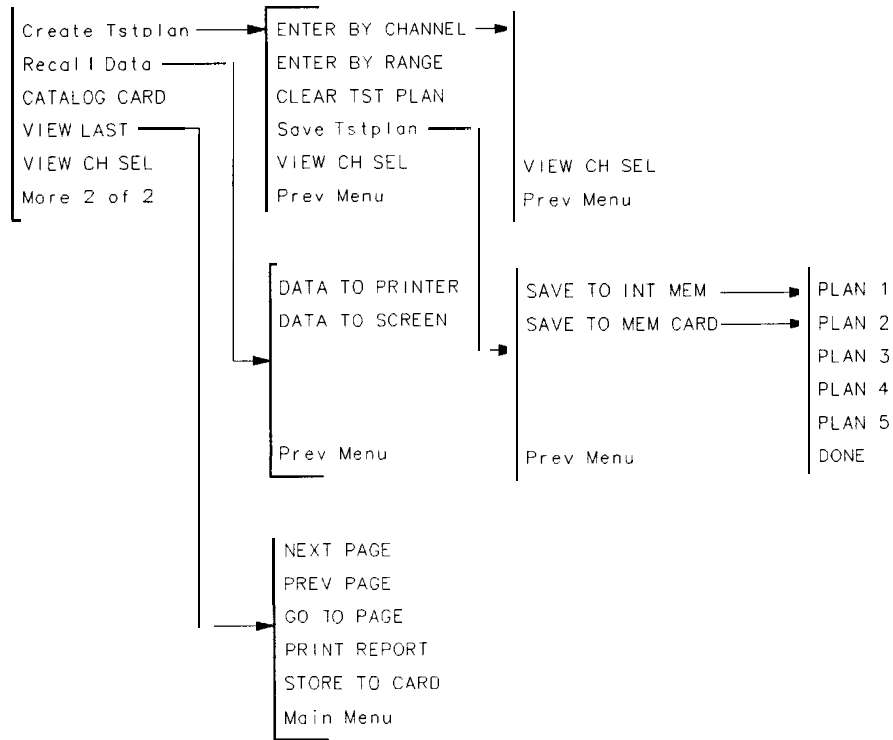 Create Tstplan
Recall Data
CATALOG CARD
VIEW LAST
VIEW CH SEL
More 2 of 2
ENTER BY CHANNEL
ENTER BY RANGE
CLEAR TST PLAN
Save Tstplan
VIEW CH SEL
Prev Menu
VIEW CH SEL
Prev Menu
DATA TO PRINTER
DATA TO SCREEN
Prev Menu
SAVE TO INT MEM
SAVE TO MEM CARD
Prev Menu
PLAN 1
PLAN 2
PLAN 3
PLAN 4
PLAN 5
DONE
NEXT PAGE
PREV PAGE
GO TO PAGE
PRINT REPORT
STORE TO CARD
Main Menu